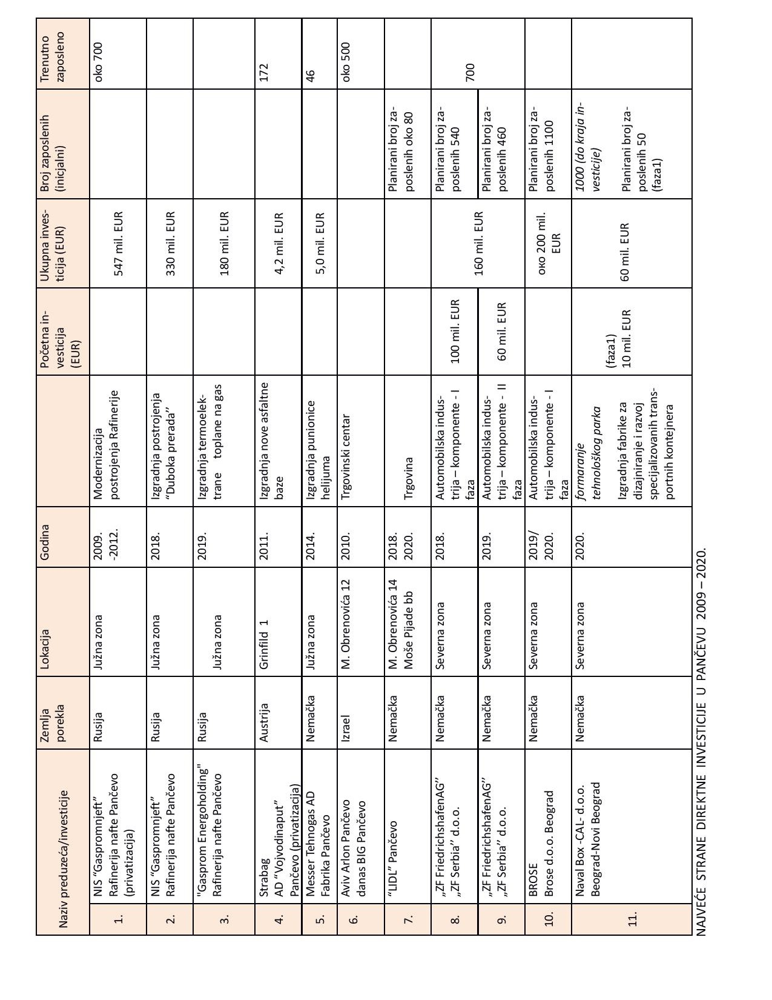 Naziv preduzeća/investicije
Zemlja
porekla
Lokacija
Godina
Početna in-
vesticija
(EUR)
Ukupna inves-
ticija (EUR)
Broj zaposlenih
(inicjalni)
Trenutno
zaposleno
1.
NIS “Gaspromnjeft”
Rafinerija nafte Pančevo
(privatizacija)
Rusija
Južna zona
2009.
-2012.
Modernizacija
postrojenja Rafinerije
547 mil. EUR
oko 700
2.
NIS “Gaspromnjeft”
Rafinerija nafte Pančevo
Rusija
Južna zona
2018.
Izgradnja postrojenja
“Duboka prerada’’
330 mil. EUR
3.
"Gasprom Energoholding"
Rafinerija nafte Pančevo
Rusija
Južna zona
2019.
Izgradnja termoelek-
trane toplane na gas
180 mil. EUR
4.
Strabag
AD “Vojvodinaput”
Pančevo (privatizacija)
Austrija
Grinfild 1
2011.
Izgradnja nove asfaltne
baze
4,2 mil. EUR
172
5.
Messer Tehnogas AD
Fabrika Pančevo
Nemačka
Južna zona
2014.
Izgradnja punionice
helijuma
5,0 mil. EUR
46
6.
Aviv Arlon Pančevo
danas BIG Pančevo
Izrael
M. Obrenovića 12
2010.
Trgovinski centar
oko 500
7.
“LIDL” Pančevo
Nemačka
M. Obrenovića 14
Moše Pijade bb
2018.
2020.
Trgovina
Planirani broj za-
poslenih oko 80
8.
„ZF FriedrichshafenAG’’
„ZF Serbia’’ d.o.o.
Nemačka
Severna zona
2018.
Automobilska indus-
trija – komponente - I
faza
100 mil. EUR
160 mil. EUR
Planirani broj za-
poslenih 540
700
9.
„ZF FriedrichshafenAG’’
„ZF Serbia’’ d.o.o.
Nemačka
Severna zona
2019.
Automobilska indus-
trija – komponente - II
faza
60 mil. EUR
Planirani broj za-
poslenih 460
10.
BROSE
Brose d.o.o. Beograd
Nemačka
Severna zona
2019/
2020.
Automobilska indus-
trija – komponente - I
faza
око 200 mil.
EUR
Planirani broj za-
poslenih 1100
11.
Naval Box -CAL- d.o.o.
Beograd-Novi Beograd
Nemačka
Severna zona
2020.
formaranje
tehnološkog parka
Izgradnja fabrike za
dizajniranje i razvoj
specijalizovanih trans-
portnih kontejnera
(faza1)
10 mil. EUR
60 mil. EUR
1000 (do kraja in-
vesticije)
Planirani broj za-
poslenih 50
(faza1)
NAJVEĆE STRANE DIREKTNE INVESTICIJE U PANČEVU 2009 – 2020.